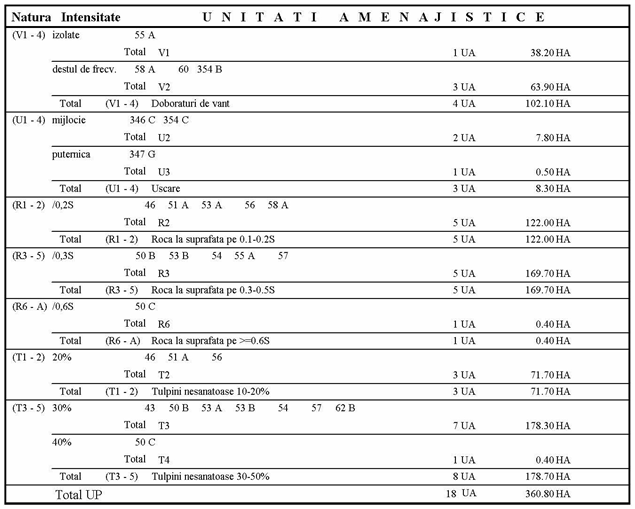 Natura Intensitate U N I T A T I A M E N A J I S T I C E
(V1 - 4) izolate 55 A
Total V1 1 UA 38.20 HA
destul de frecv. 58 A 60 354 B
Total V2 3 UA 63.90 HA
Total (V1 - 4) Doboraturi de vant 4 UA 102.10 HA
(U1 - 4) mijlocie 346 C 354 C
Total U2 2 UA 7.80 HA
puternica 347 G
Total U3 1 UA 0.50 HA
Total (U1 - 4) Uscare 3 UA 8.30 HA
(R1 - 2) /0,2S 46 51 A 53 A 56 58 A
Total R2 5 UA 122.00 HA
Total (R1 - 2) Roca la suprafata pe 0.1-0.2S 5 UA 122.00 HA
(R3 - 5) /0,3S 50 B 53 B 54 55 A 57
Total R3 5 UA 169.70 HA
Total (R3 - 5) Roca la suprafata pe 0.3-0.5S 5 UA 169.70 HA
(R6 - A) /0,6S 50 C
Total R6 1 UA 0.40 HA
Total (R6 - A) Roca la suprafata pe >=0.6S 1 UA 0.40 HA
(T1 - 2) 20% 46 51 A 56
Total T2 3 UA 71.70 HA
Total (T1 - 2) Tulpini nesanatoase 10-20% 3 UA 71.70 HA
(T3 - 5) 30% 43 50 B 53 A 53 B 54 57 62 B
Total T3 7 UA 178.30 HA
40% 50 C
Total T4 1 UA 0.40 HA
Total (T3 - 5) Tulpini nesanatoase 30-50% 8 UA 178.70 HA
Total UP 18 UA 360.80 HA